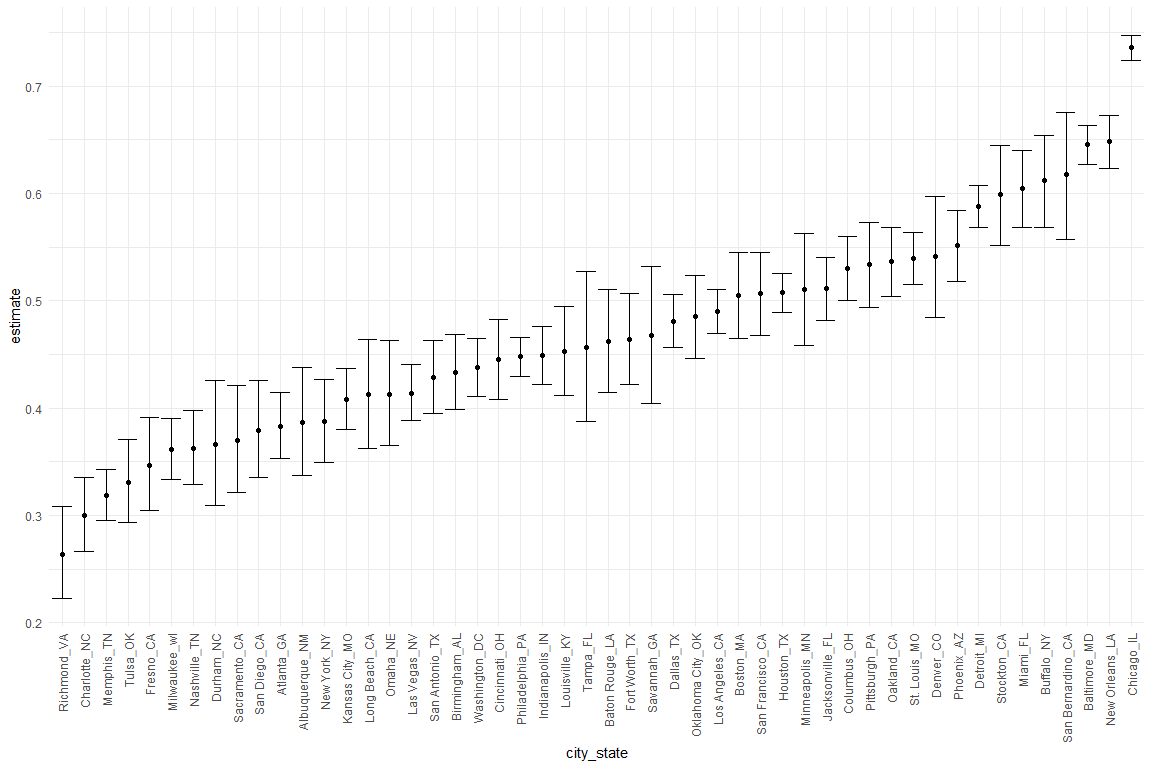 0.7
0.6
0.5
0.4
0.3
0.2
estimate
Richmond_VA
Charlotte_NC
Memphis_TN
Tulsa_OK
Fresno_CA
Milwaukee_wI
Nashville_TN
Durham_NC
Sacramento_CA
San Diego_CA
Atlanta_GA
Albuquerque_NM
New York_NY
Kansas City_MO
Long Beach_CA
Omaha_NE
Las Vegas_NV
San Antonio_TX
Birmingham_AL
Washington_DC
Cincinnati_OH
Philadelphia_PA
Indianapolis_IN
Louisville_KY
Tampa_FL
Baton Rouge_LA
Fort Worth_TX
Savannah_GA
Dallas_TX
Oklahoma City_OK
Los Angeles_CA
Boston_MA
San Francisco_CA
Houston_TX
Minneapolis_MN
Jacksonville_FL
Columbus_OH
Pittsburgh_PA
Oakland_CA
St. Louis_MO
Denver_CO
Phoenix_AZ
Detroit_MI
Stockton_CA
Miami_FL
Buffalo_NY
San Bernardino_CA
Baltimore_MD
New Orleans_LA
Chicago_IL
city_state